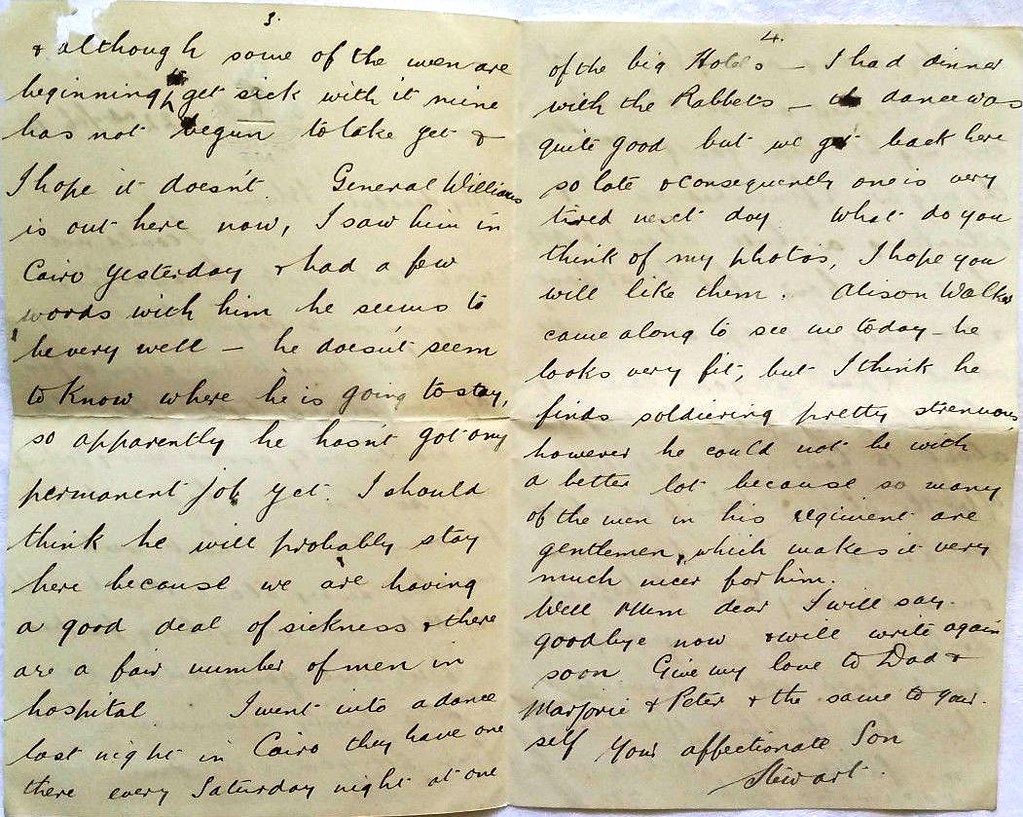 3.
& although some of the men are
beginning to get sick with it mine
has not begun to take yet &
I hope it doesn't General Williams
is out here now, I saw him in
Cairo yesterday & had a few
words with him he seems to
be very well – he doesn't seem
to know where he is going to stay,
so apparently he hasn't got any
permanent job yet. I should
think he will probably stay
here because we are having
a good deal of sickness & there
are a fair number of men in
hospital I went into a dance
last night in Cairo they have one
there every Saturday night at one
4.
of the big Hotels – I had dinner
with the Rabbets – the dance was
quite good but we get back here
so late & consequently one is very
tired next day What do you
think of my photos, I hope you
will like them. Alison Walker
came along to see me today – he
looks very fit, but I think he
finds soldiering pretty strenuous
however he could not be with
a better lot because so many
of the men in his regiment are
gentlemen, which makes it very
much nicer for him.
Well Mum dear I will say
goodbye now & will write again
soon Give my love to Dad &
Marjorie & Peter & the same to your-
self Your affectionate Son
Stewart.